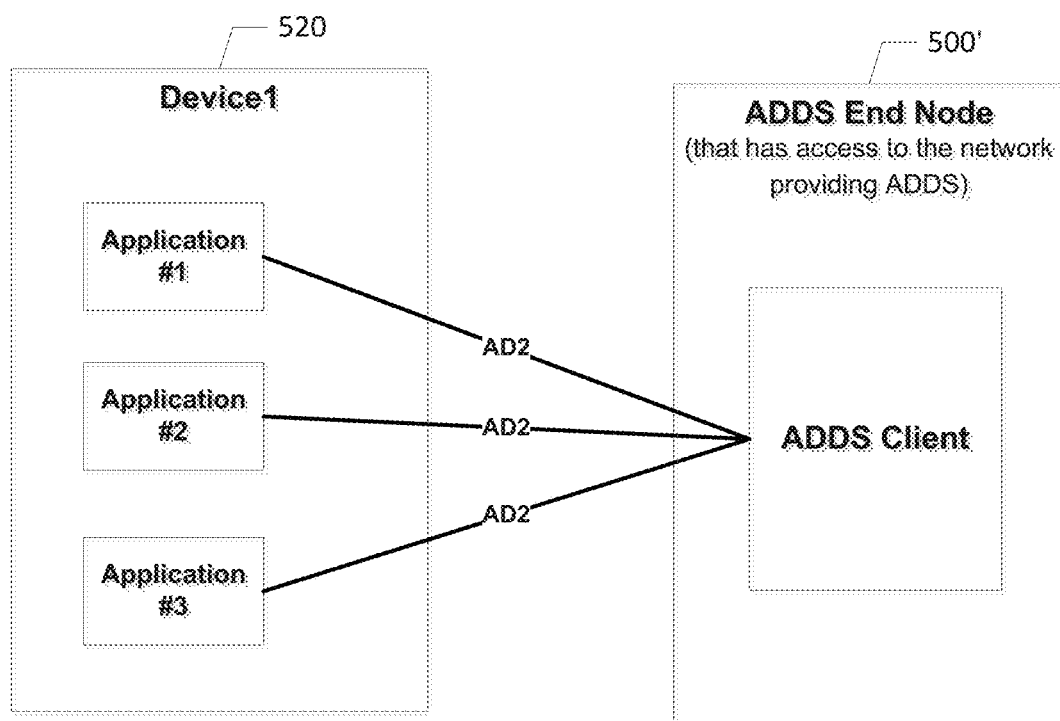 520
500'
Device1
ADDS End Node
(that has access to the network
providing ADDS)
Application
#1
AD2
Application
#2
AD2
ADDS Client
AD2
Application
#3